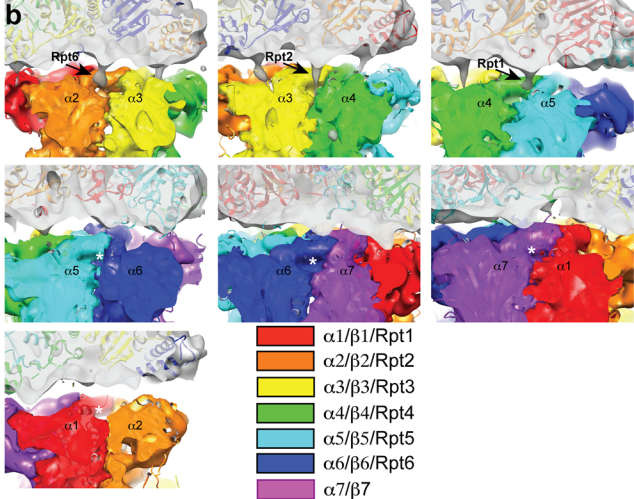 b
Rpt6
α2 α3
Rpt2
α3 α4
Rpt1
α4 α5
α5 * α6
α6 * α7
α7 * α1
α1 * α2
α1/β1/Rpt1
α2/β2/Rpt2
α3/β3/Rpt3
α4/β4/Rpt4
α5/β5/Rpt5
α6/β6/Rpt6
α7/β7